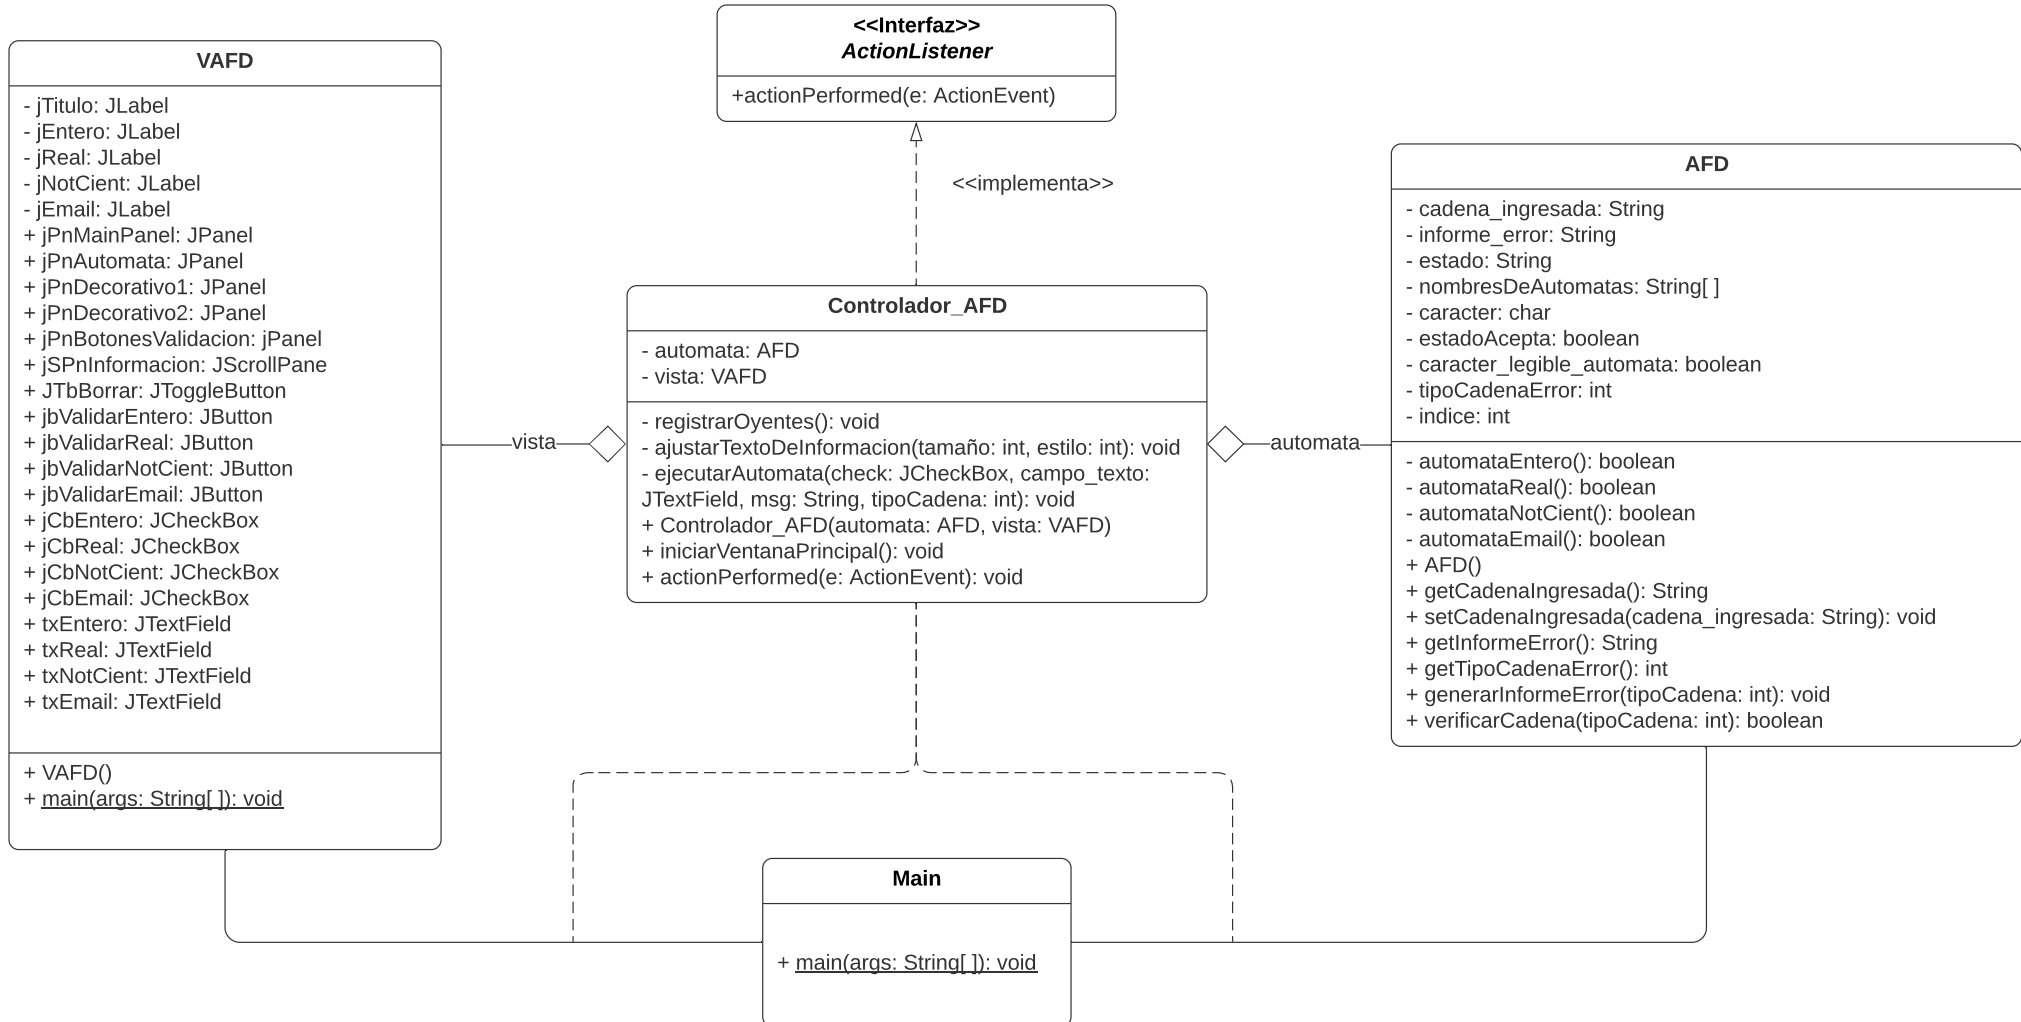 <<Interfaz>>
ActionListener
+actionPerformed(e: ActionEvent)
<<implementa>>
VAFD
- jTitulo: JLabel
- jEntero: JLabel
- jReal: JLabel
- jNotCient: JLabel
- jEmail: JLabel
+ jPnMainPanel: JPanel
+ jPnAutomata: JPanel
+ jPnDecorativo1: JPanel
+ jPnDecorativo2: JPanel
+ jPnBotonesValidacion: jPanel
+ jSPnInformacion: JScrollPane
+ JTbBorrar: JToggleButton
+ jbValidarEntero: JButton
+ jbValidarReal: JButton
+ jbValidarNotCient: JButton
+ jbValidarEmail: JButton
+ jCbEntero: JCheckBox
+ jCbReal: JCheckBox
+ jCbNotCient: JCheckBox
+ jCbEmail: JCheckBox
+ txEntero: JTextField
+ txReal: JTextField
+ txNotCient: JTextField
+ txEmail: JTextField
+ VAFD()
+ main(args: String[ ]): void
vista
Controlador_AFD
- automata: AFD
- vista: VAFD
- registrarOyentes(): void
- ajustarTextoDeInformacion(tamaño: int, estilo: int): void
- ejecutarAutomata(check: JCheckBox, campo_texto:
JTextField, msg: String, tipoCadena: int): void
+ Controlador_AFD(automata: AFD, vista: VAFD)
+ iniciarVentanaPrincipal(): void
+ actionPerformed(e: ActionEvent): void
automata
AFD
- cadena_ingresada: String
- informe_error: String
- estado: String
- nombresDeAutomatas: String[ ]
- caracter: char
- estadoAcepta: boolean
- caracter_legible_automata: boolean
- tipoCadenaError: int
- indice: int
- automataEntero(): boolean
- automataReal(): boolean
- automataNotCient(): boolean
- automataEmail(): boolean
+ AFD()
+ getCadenaIngresada(): String
+ setCadenaIngresada(cadena_ingresada: String): void
+ getInformeError(): String
+ getTipoCadenaError(): int
+ generarInformeError(tipoCadena: int): void
+ verificarCadena(tipoCadena: int): boolean
Main
+ main(args: String[ ]): void